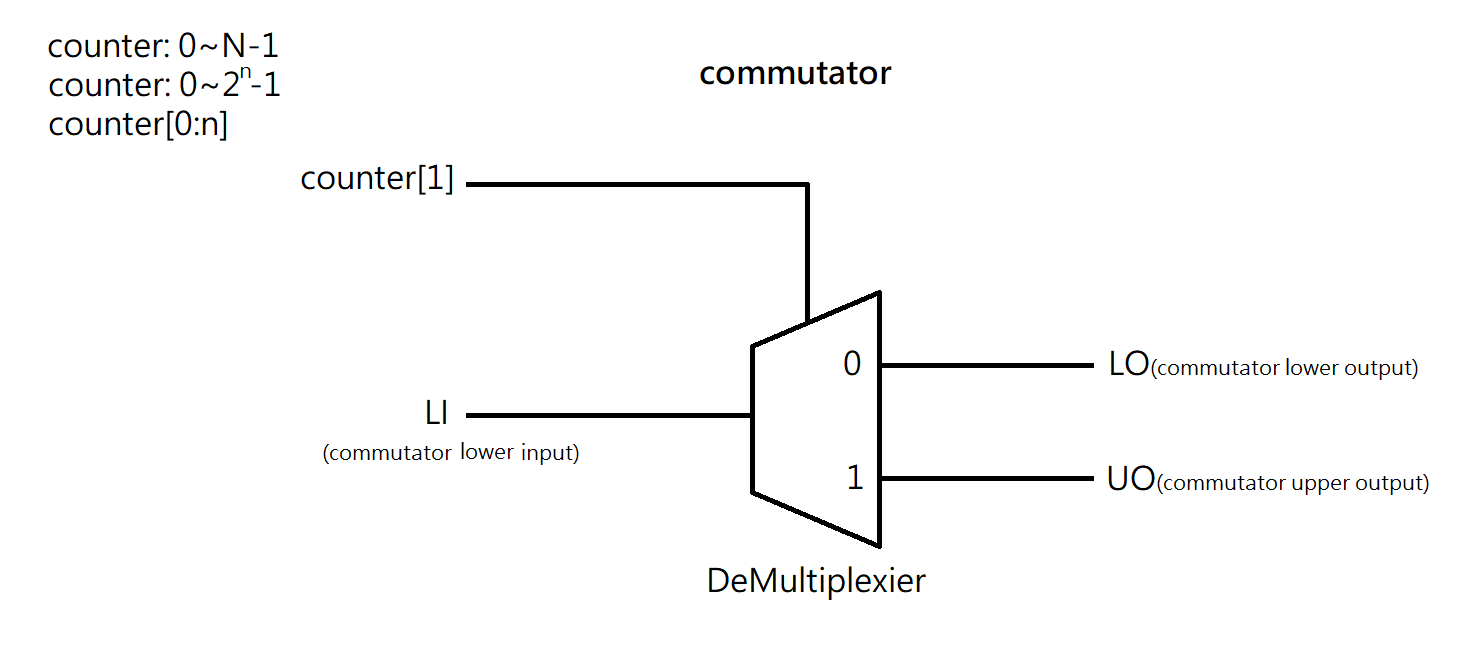 counter: 0~N-1
counter: 0~2ⁿ-1
counter[0:n]
commutator
counter[1]
0
LO(commutator lower output)
LI
(commutator lower input)
1
UO(commutator upper output)
DeMultiplexier